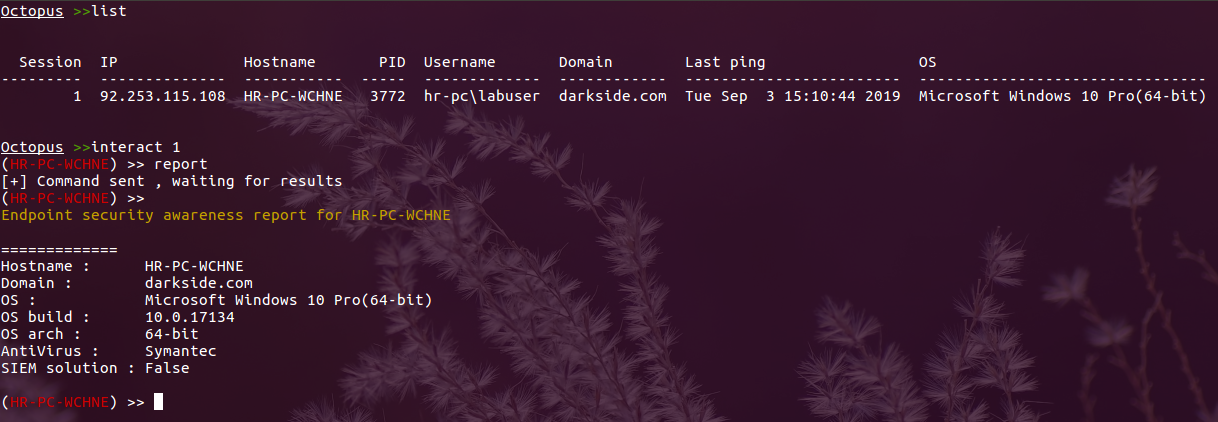 Octopus >>list
Session IP Hostname PID Username Domain Last ping OS
--------- -------------- ----------- ----- ------------- ------------ ------------------------ --------------------------------
1 92.253.115.108 HR-PC-WCHNE 3772 hr-pc\labuser darkside.com Tue Sep 3 15:10:44 2019 Microsoft Windows 10 Pro(64-bit)
Octopus >>interact 1
(HR-PC-WCHNE) >> report
[+] Command sent , waiting for results
(HR-PC-WCHNE) >>
Endpoint security awareness report for HR-PC-WCHNE
=============
Hostname : HR-PC-WCHNE
Domain : darkside.com
OS : Microsoft Windows 10 Pro(64-bit)
OS build : 10.0.17134
OS arch : 64-bit
AntiVirus : Symantec
SIEM solution : False
(HR-PC-WCHNE) >>